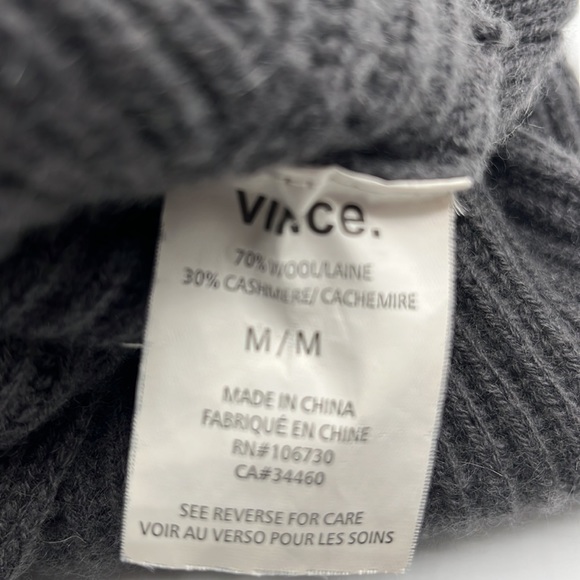 Vince.
70% WOOL/LAINE
30% CASHMERE/ CACHEMIRE
M/M
MADE IN CHINA
FABRIQUÉ EN CHINE
RN#106730
CA#34460
SEE REVERSE FOR CARE
VOIR AU VERSO POUR LES SOINS